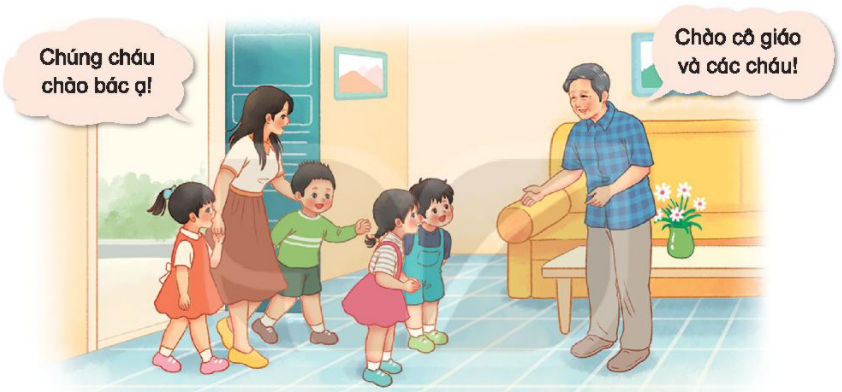 Chúng cháu
chào bác ạ!
Chào cô giáo
và các cháu!